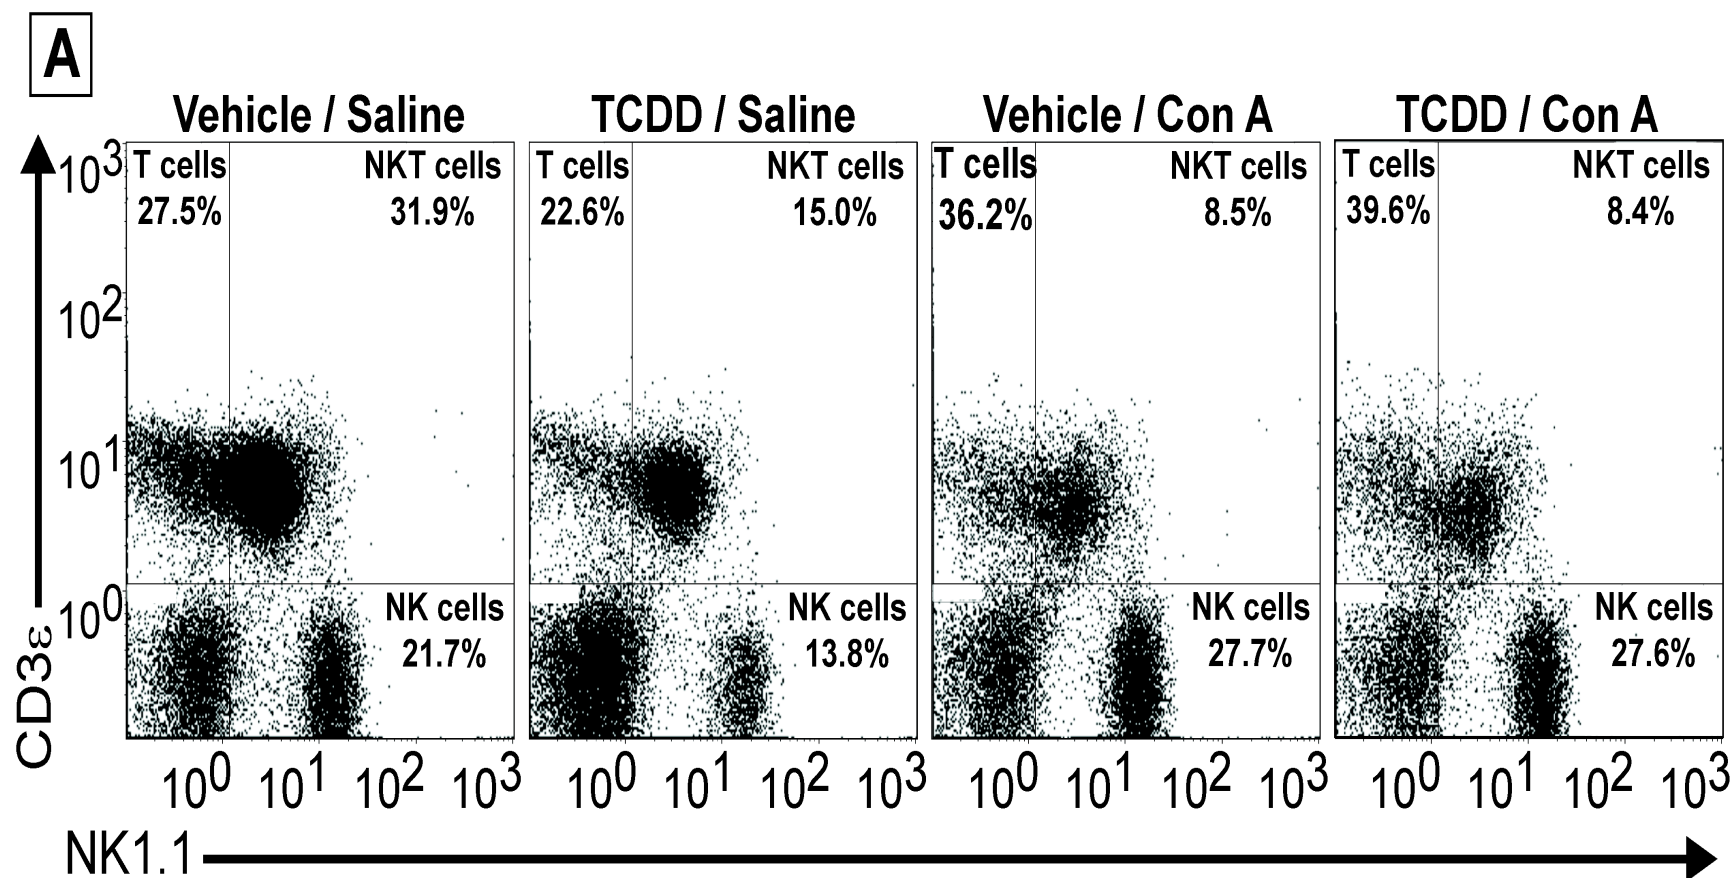 A
Vehicle / Saline
TCDD / Saline
Vehicle / Con A
TCDD / Con A
T cells
27.5%
NKT cells
31.9%
NK cells
21.7%
T cells
22.6%
NKT cells
15.0%
NK cells
13.8%
T cells
36.2%
NKT cells
8.5%
NK cells
27.7%
T cells
39.6%
NKT cells
8.4%
NK cells
27.6%
10³
10²
10¹
10⁰
CD3ε
10⁰ 10¹ 10² 10³
10⁰ 10¹ 10² 10³
10⁰ 10¹ 10² 10³
10⁰ 10¹ 10² 10³
NK1.1